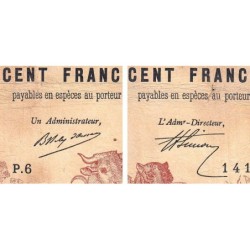 CENT FRANC
payables en espèces au porteur
Un Administrateur,
P.6
CENT FRANC
payables en espèces au porteur
L'Admr-Directeur,
141